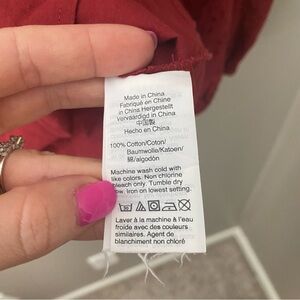 Made in China
Fabriqué en Chine
in China Hergestellt
Vervaardigd in China
中国製
Hecho en China
100% Cotton/Coton/
Baumwolle/Katoen/
綿/algodón
Machine wash cold with
like colors. Non chlorine
bleach only. Tumble dry
Iron on lowest setting.
Laver à la machine à l'eau
froide avec des couleurs
similaires. Agent de
blanchiment non chloré